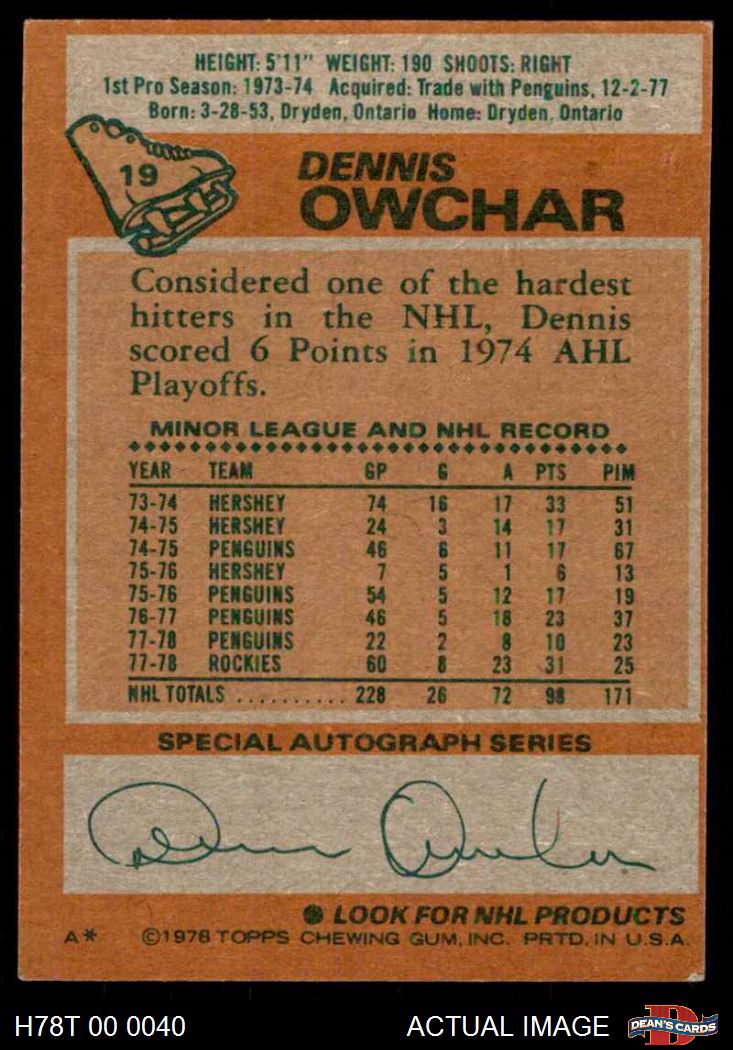 HEIGHT: 5'11" WEIGHT: 190 SHOOTS: RIGHT
1st Pro Season: 1973-74 Acquired: Trade with Penguins, 12-2-77
Born: 3-28-53, Dryden, Ontario Home: Dryden, Ontario
19
DENNIS
OWCHAR
Considered one of the hardest
hitters in the NHL, Dennis
scored 6 Points in 1974 AHL
Playoffs.
MINOR LEAGUE AND NHL RECORD
YEAR TEAM GP G A PTS PIM
73-74 HERSHEY 74 16 17 33 51
74-75 HERSHEY 24 3 14 17 31
74-75 PENGUINS 46 6 11 17 67
75-76 HERSHEY 7 5 1 6 13
75-76 PENGUINS 54 5 12 17 19
76-77 PENGUINS 46 5 18 23 37
77-78 PENGUINS 22 2 8 10 23
77-78 ROCKIES 60 8 23 31 25
NHL TOTALS .......... 228 26 72 98 171
SPECIAL AUTOGRAPH SERIES
Dennis Owchar
LOOK FOR NHL PRODUCTS
A* ©1978 TOPPS CHEWING GUM, INC. PRTD. IN U.S.A.
H78T 00 0040 ACTUAL IMAGE D DEAN'S CARDS